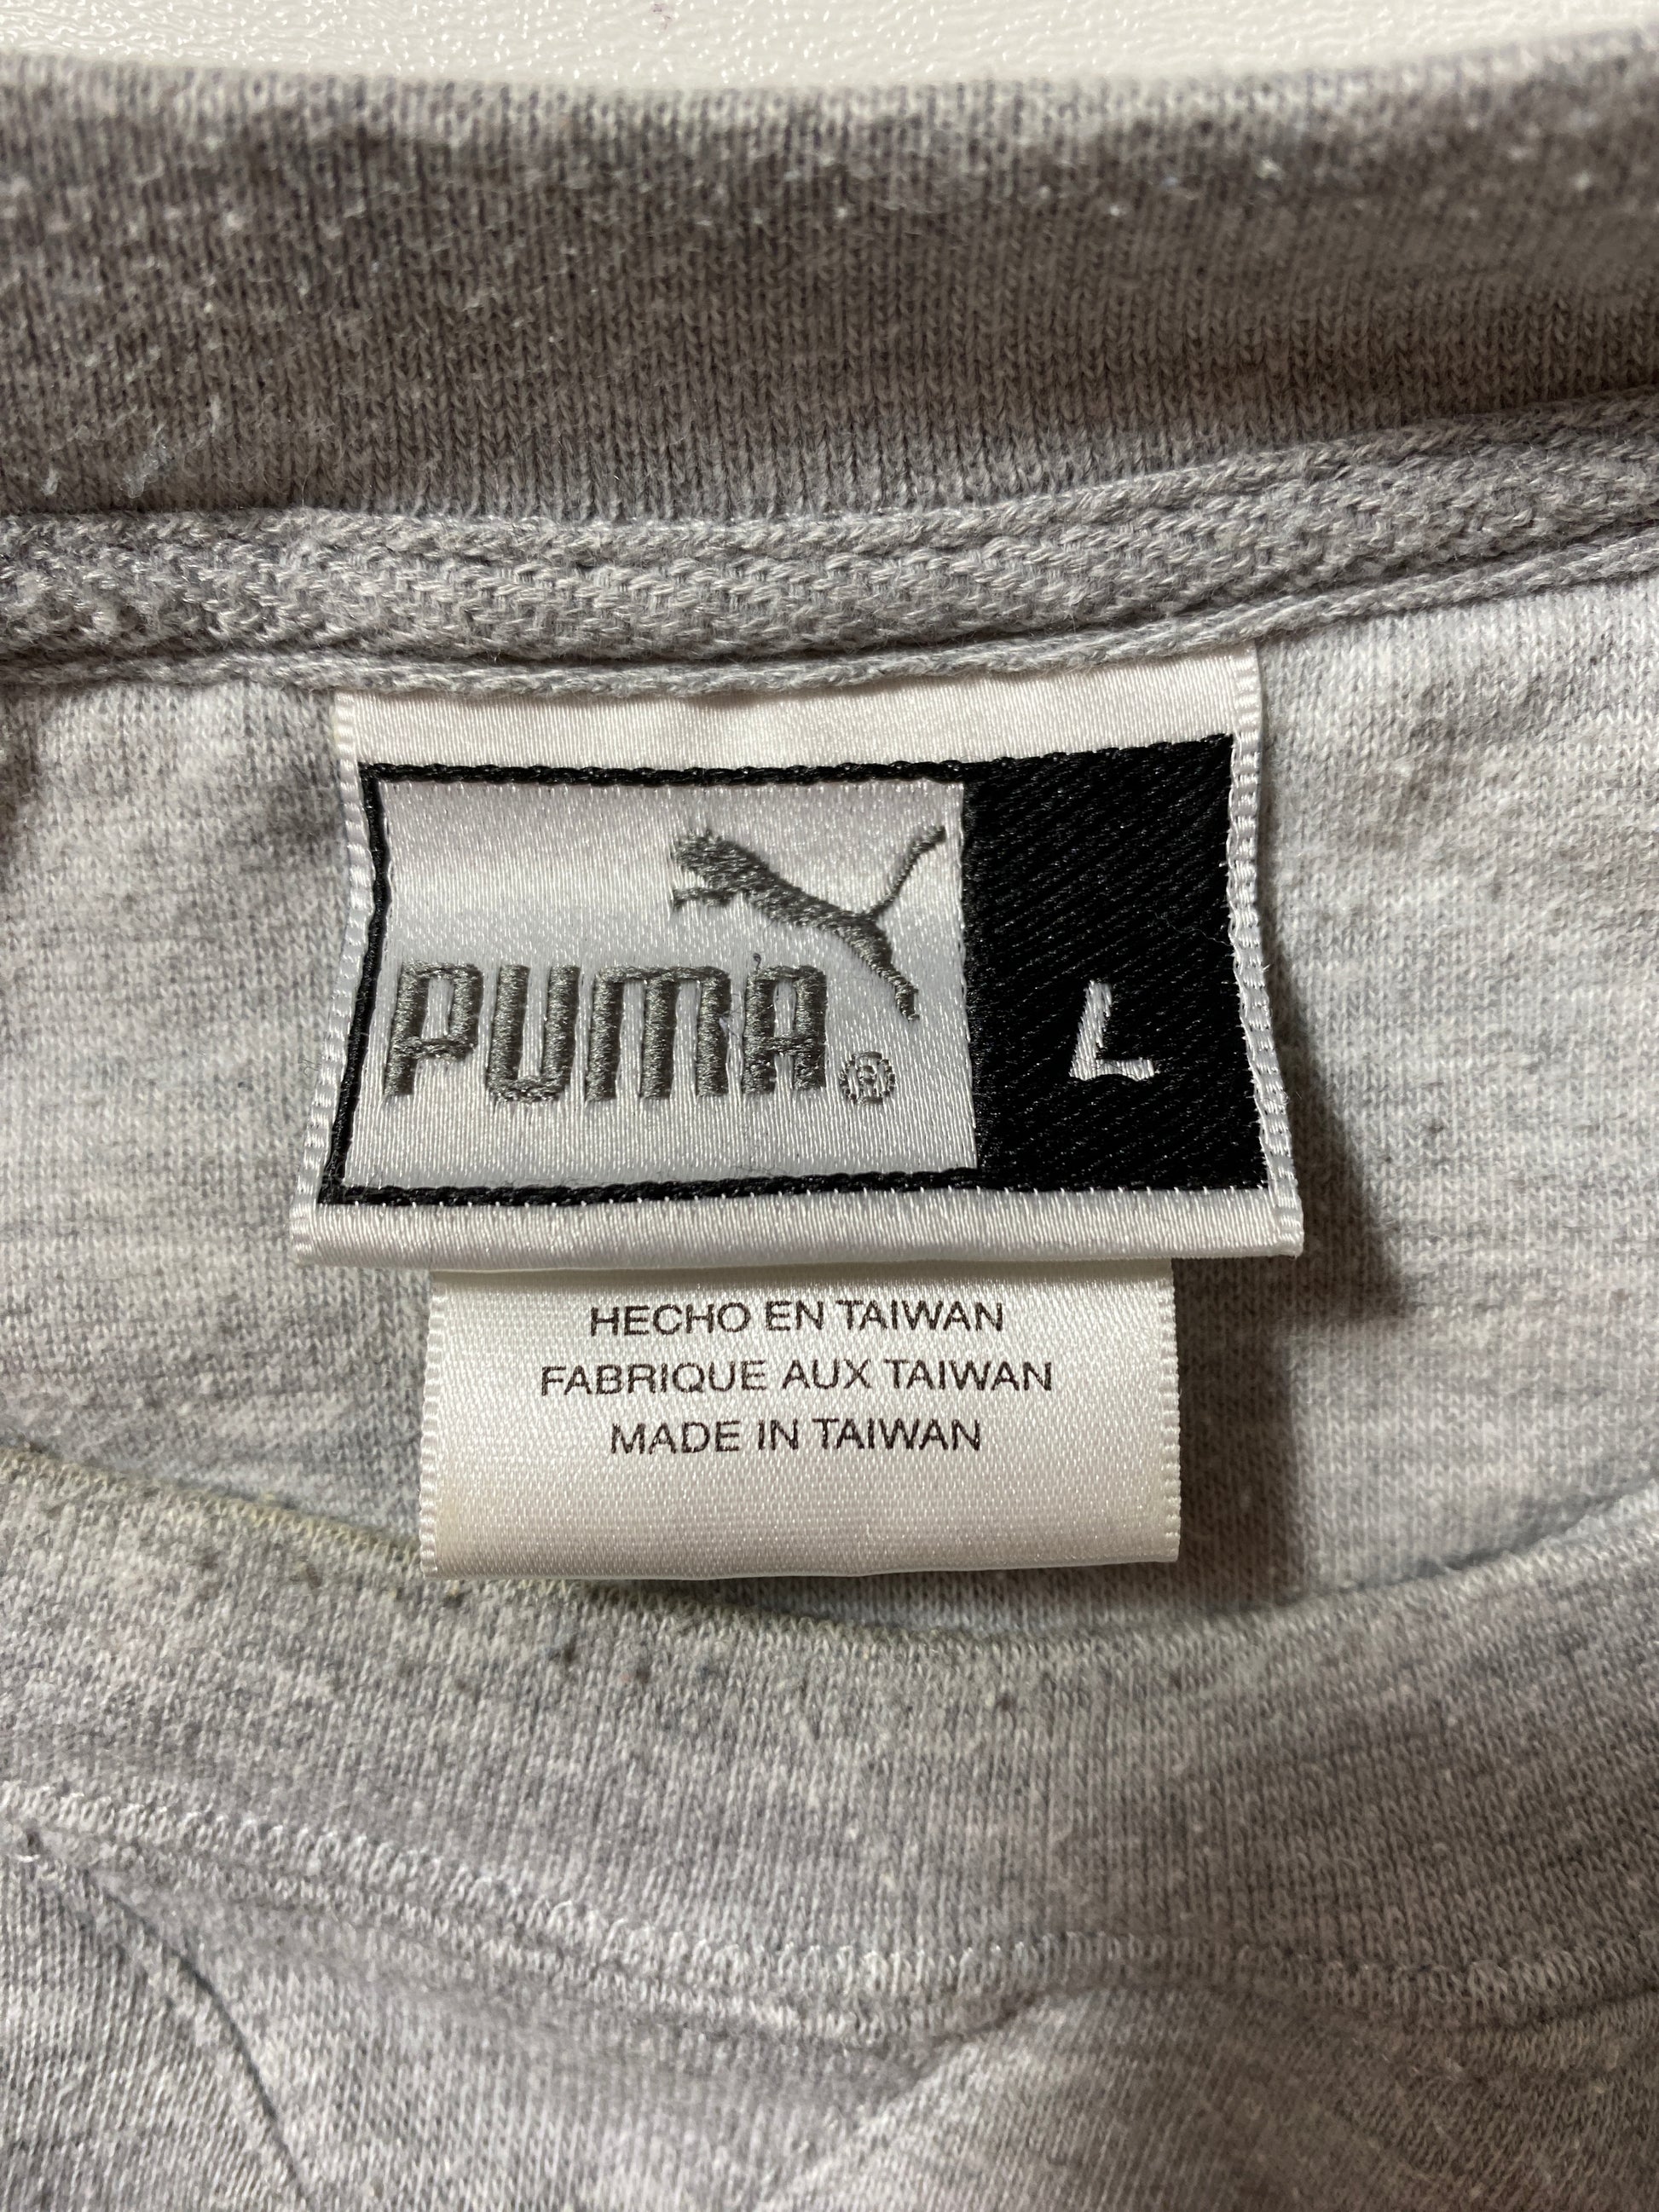 PUMA® L
HECHO EN TAIWAN
FABRIQUE AUX TAIWAN
MADE IN TAIWAN